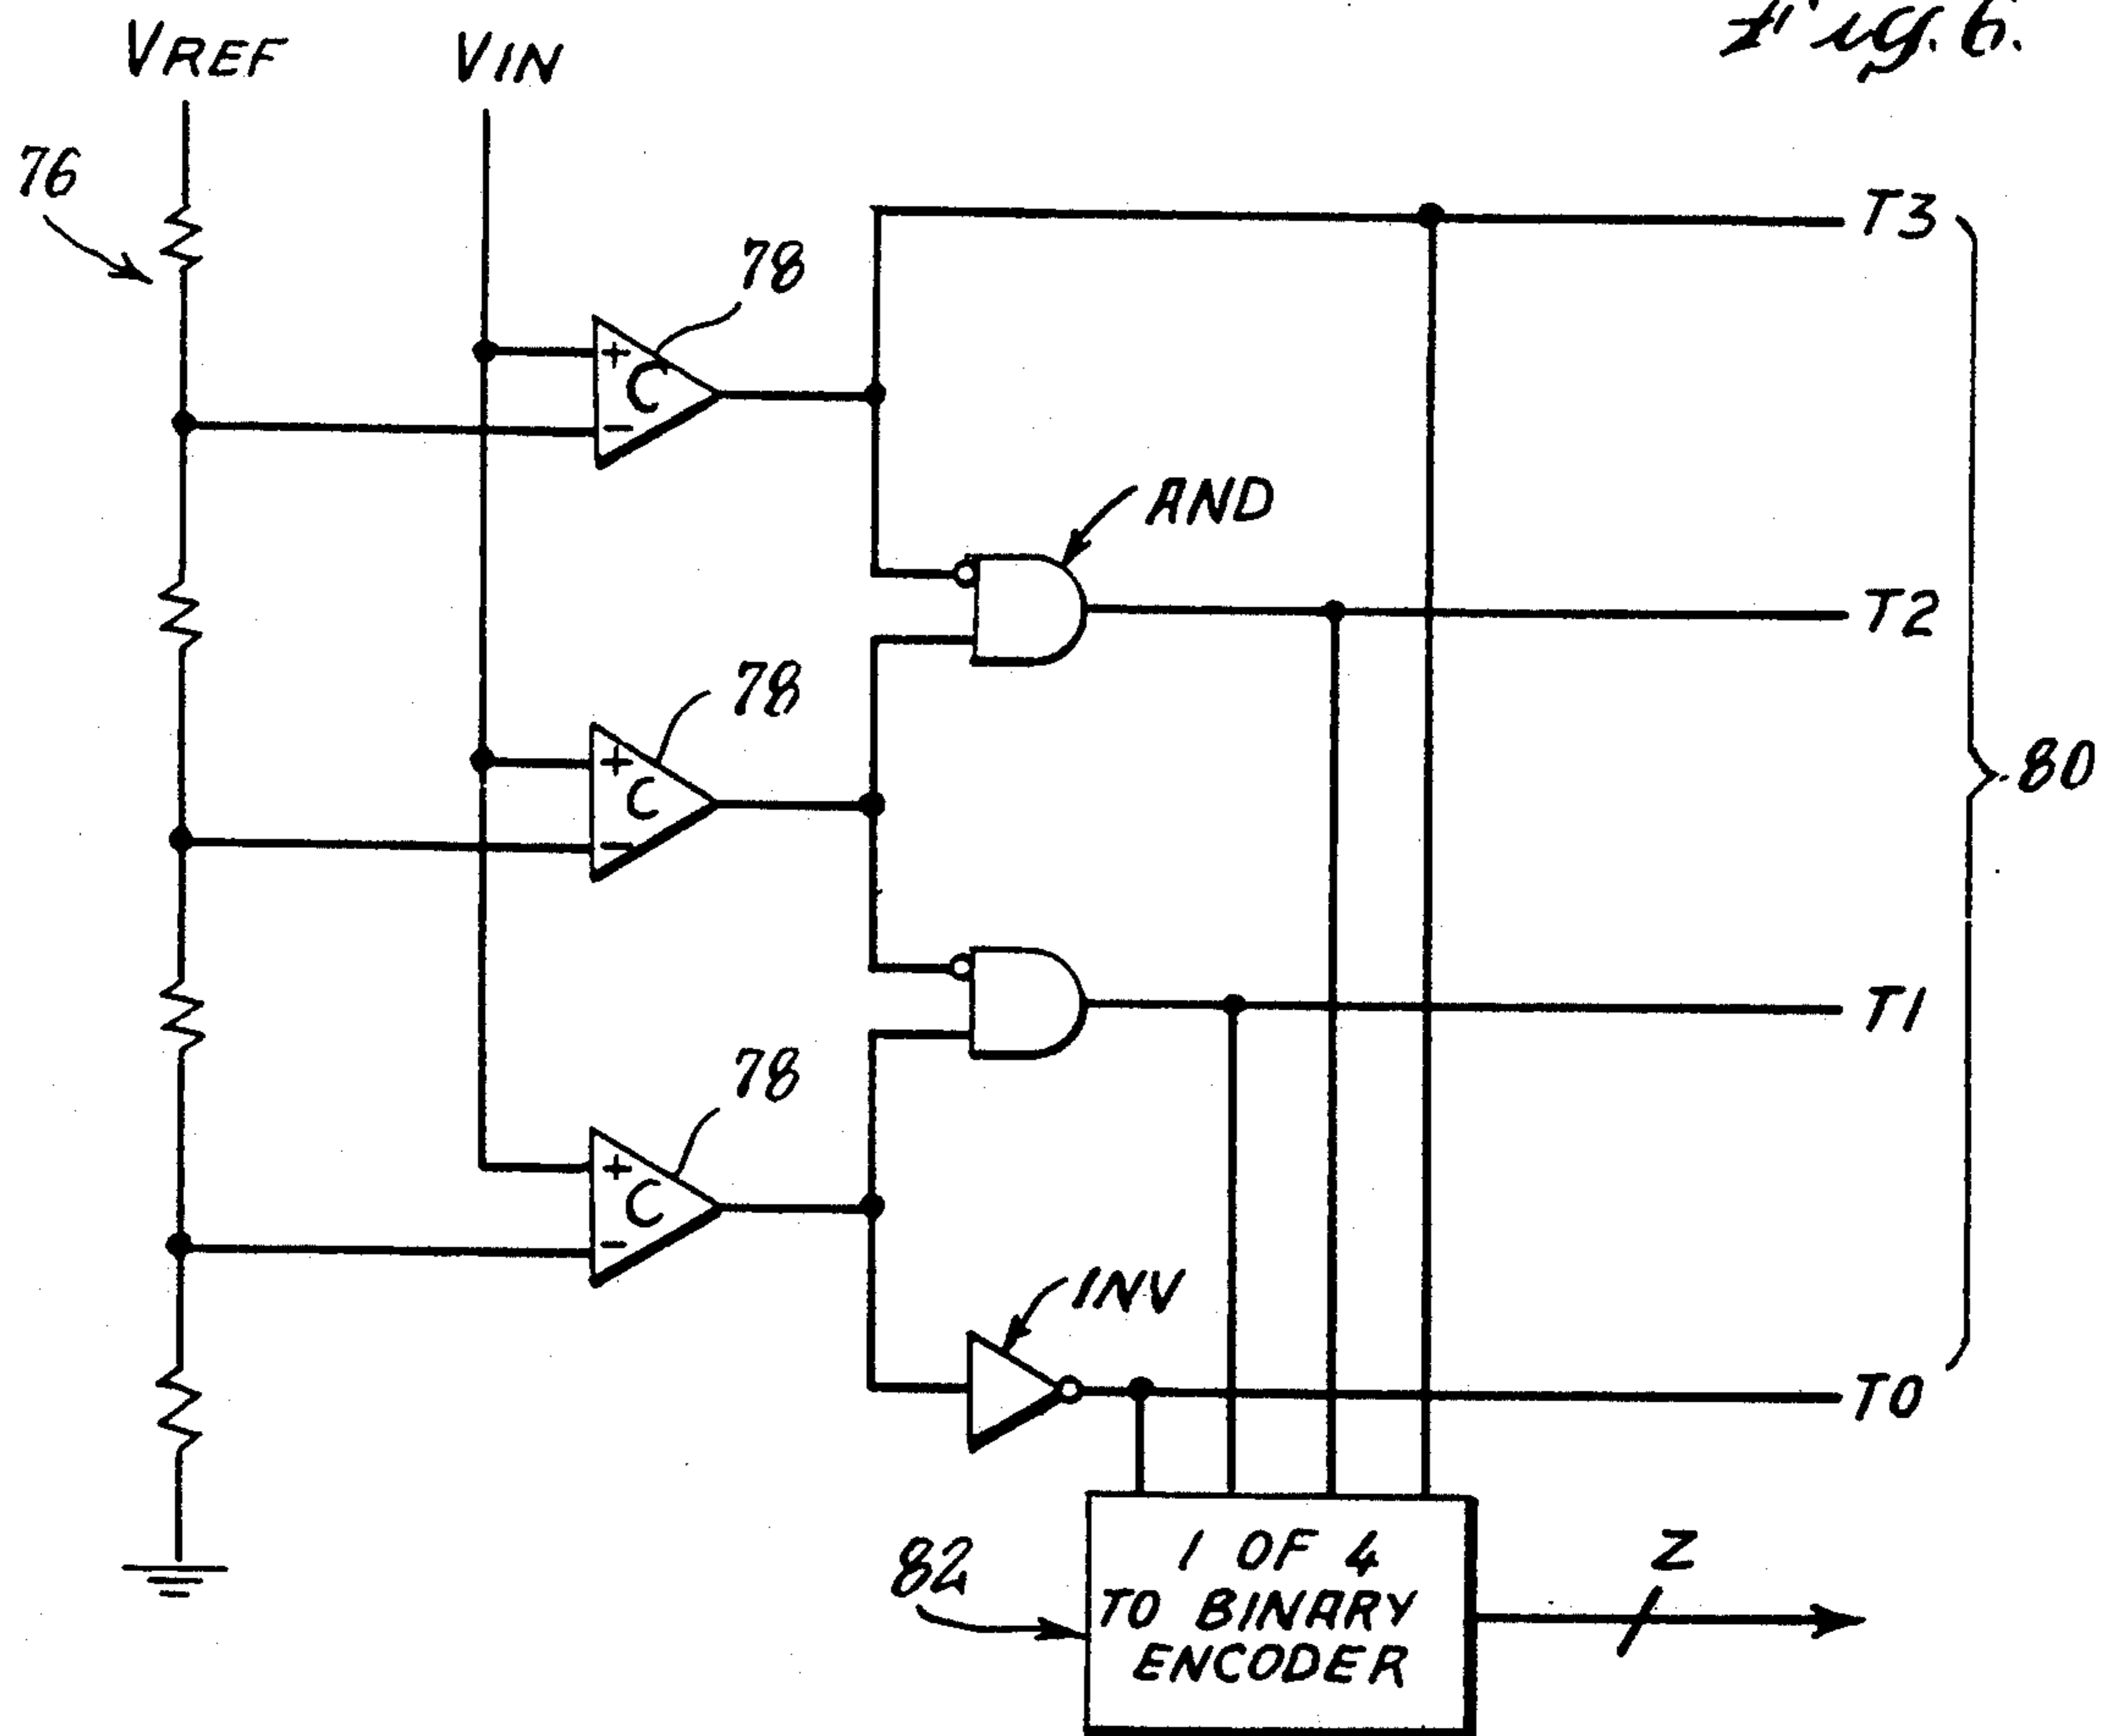 Fig. 6.
VREF
VIN
76
T3
78
+
C
-
AND
T2
78
+
C
-
80
T1
78
+
C
-
INV
T0
82
1 OF 4
TO BINARY
ENCODER
2